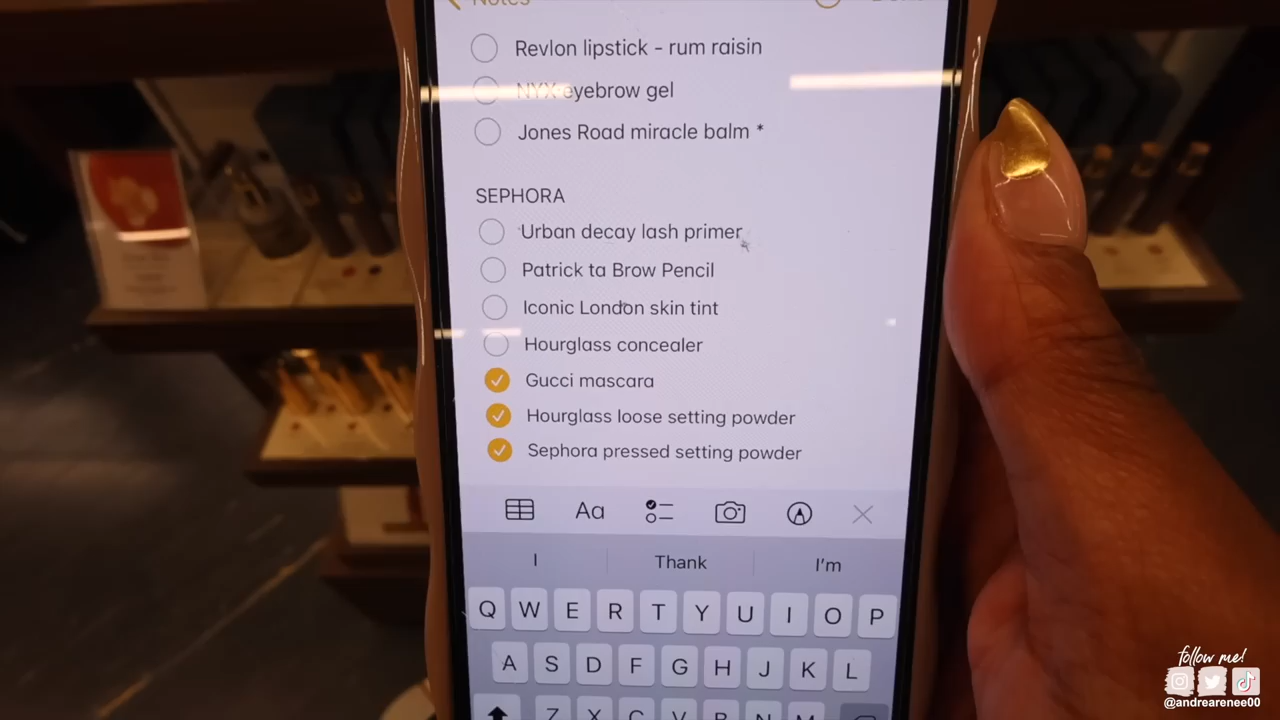 Notes
Revlon lipstick - rum raisin
NYX eyebrow gel
Jones Road miracle balm *
SEPHORA
Urban decay lash primer
Patrick ta Brow Pencil
Iconic London skin tint
Hourglass concealer
Gucci mascara
Hourglass loose setting powder
Sephora pressed setting powder
Aa
I Thank I'm
Q W E R T Y U I O P
A S D F G H J K L
Z X C V B N M
follow me!
@andrearenee00